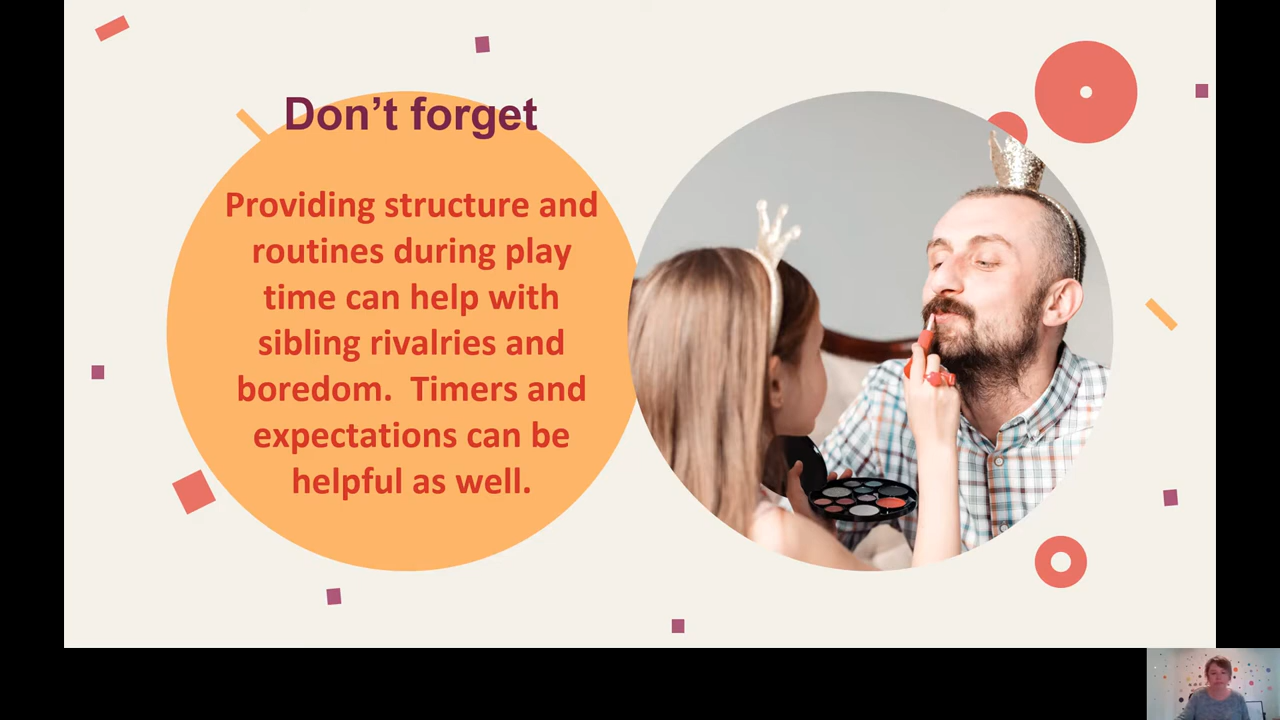 Don’t forget
Providing structure and
routines during play
time can help with
sibling rivalries and
boredom.  Timers and
expectations can be
helpful as well.